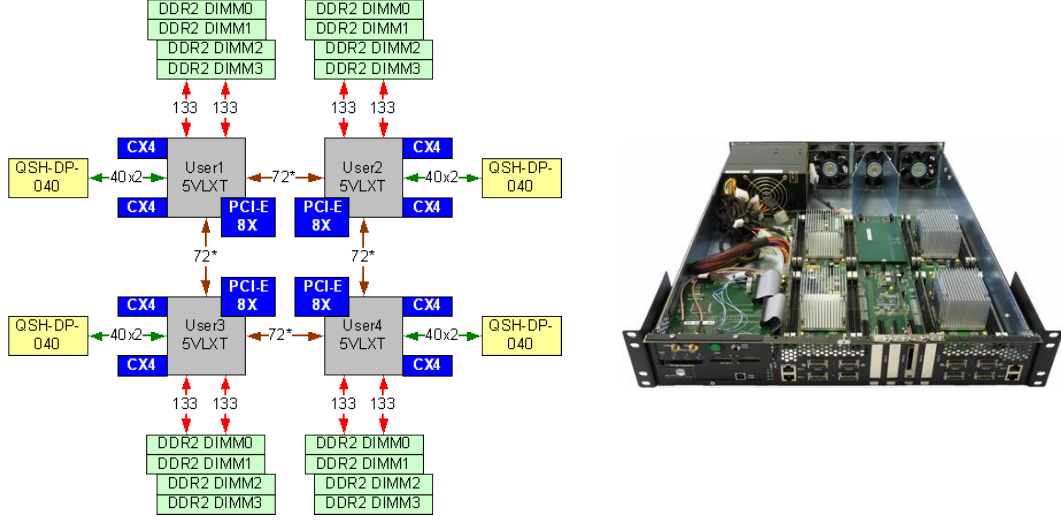 DDR2 DIMM0
DDR2 DIMM1
DDR2 DIMM2
DDR2 DIMM3
DDR2 DIMM0
DDR2 DIMM1
DDR2 DIMM2
DDR2 DIMM3
133
133
133
133
CX4
User1
5VLXT
CX4
PCI-E
8X
QSH-DP-
040
40x2
72*
CX4
User2
5VLXT
CX4
PCI-E
8X
40x2
QSH-DP-
040
72*
72*
CX4
User3
5VLXT
CX4
PCI-E
8X
QSH-DP-
040
40x2
72*
PCI-E
8X
CX4
User4
5VLXT
CX4
40x2
QSH-DP-
040
133
133
133
133
DDR2 DIMM0
DDR2 DIMM1
DDR2 DIMM2
DDR2 DIMM3
DDR2 DIMM0
DDR2 DIMM1
DDR2 DIMM2
DDR2 DIMM3